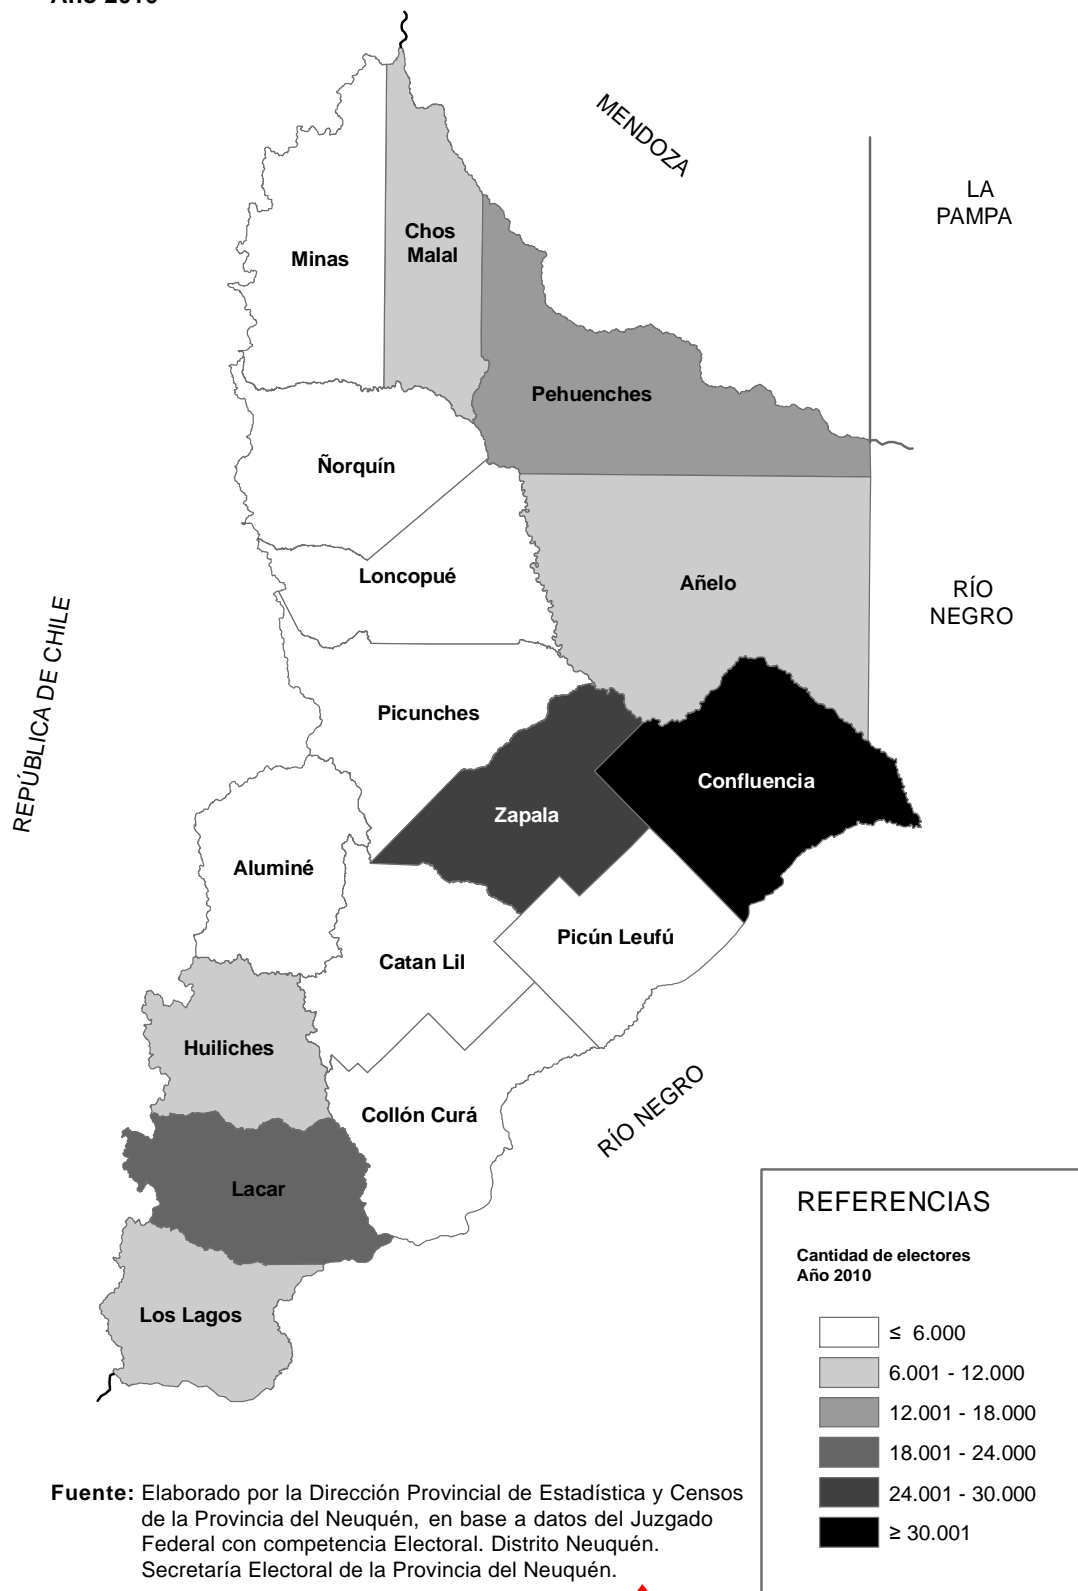 Año 2010
MENDOZA
LA
PAMPA
Chos
Malal
Minas
Pehuenches
Ñorquín
Loncopué
Añelo
RÍO
NEGRO
REPÚBLICA DE CHILE
Picunches
Confluencia
Zapala
Aluminé
Picún Leufú
Catan Lil
Huiliches
Collón Curá
RÍO NEGRO
Lacar
Los Lagos
REFERENCIAS
Cantidad de electores
Año 2010
≤ 6.000
6.001 - 12.000
12.001 - 18.000
18.001 - 24.000
24.001 - 30.000
≥ 30.001
Fuente: Elaborado por la Dirección Provincial de Estadística y Censos
de la Provincia del Neuquén, en base a datos del Juzgado
Federal con competencia Electoral. Distrito Neuquén.
Secretaría Electoral de la Provincia del Neuquén.